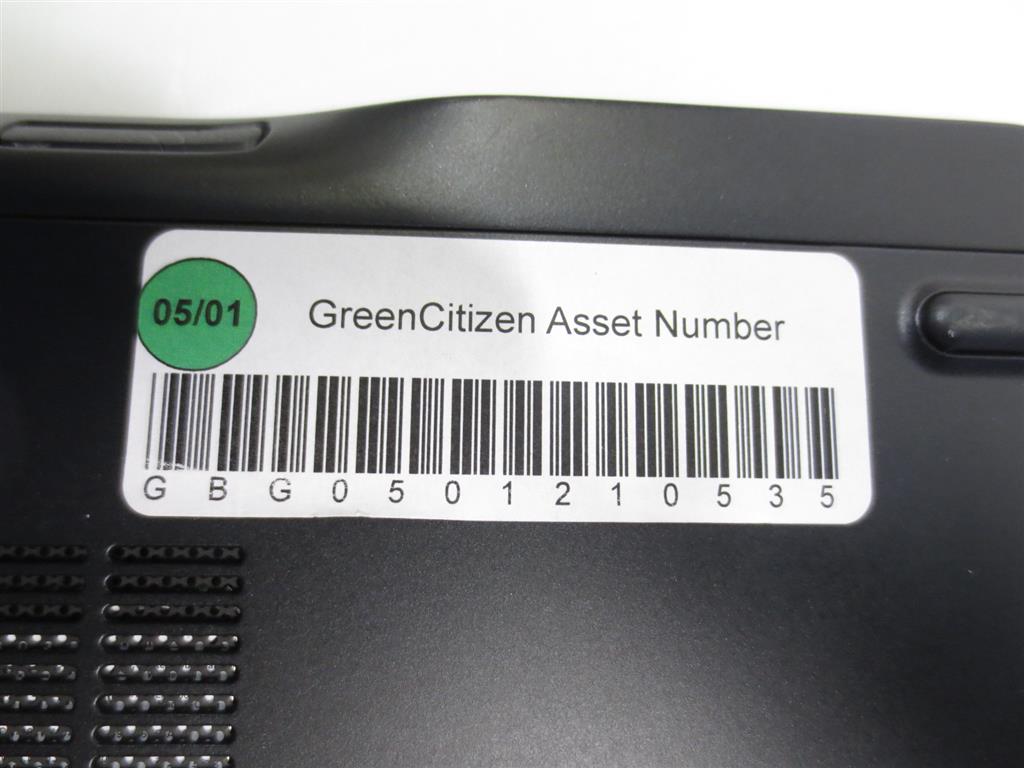 05/01
GreenCitizen Asset Number
G B G 0 5 0 1 2 1 0 5 3 5